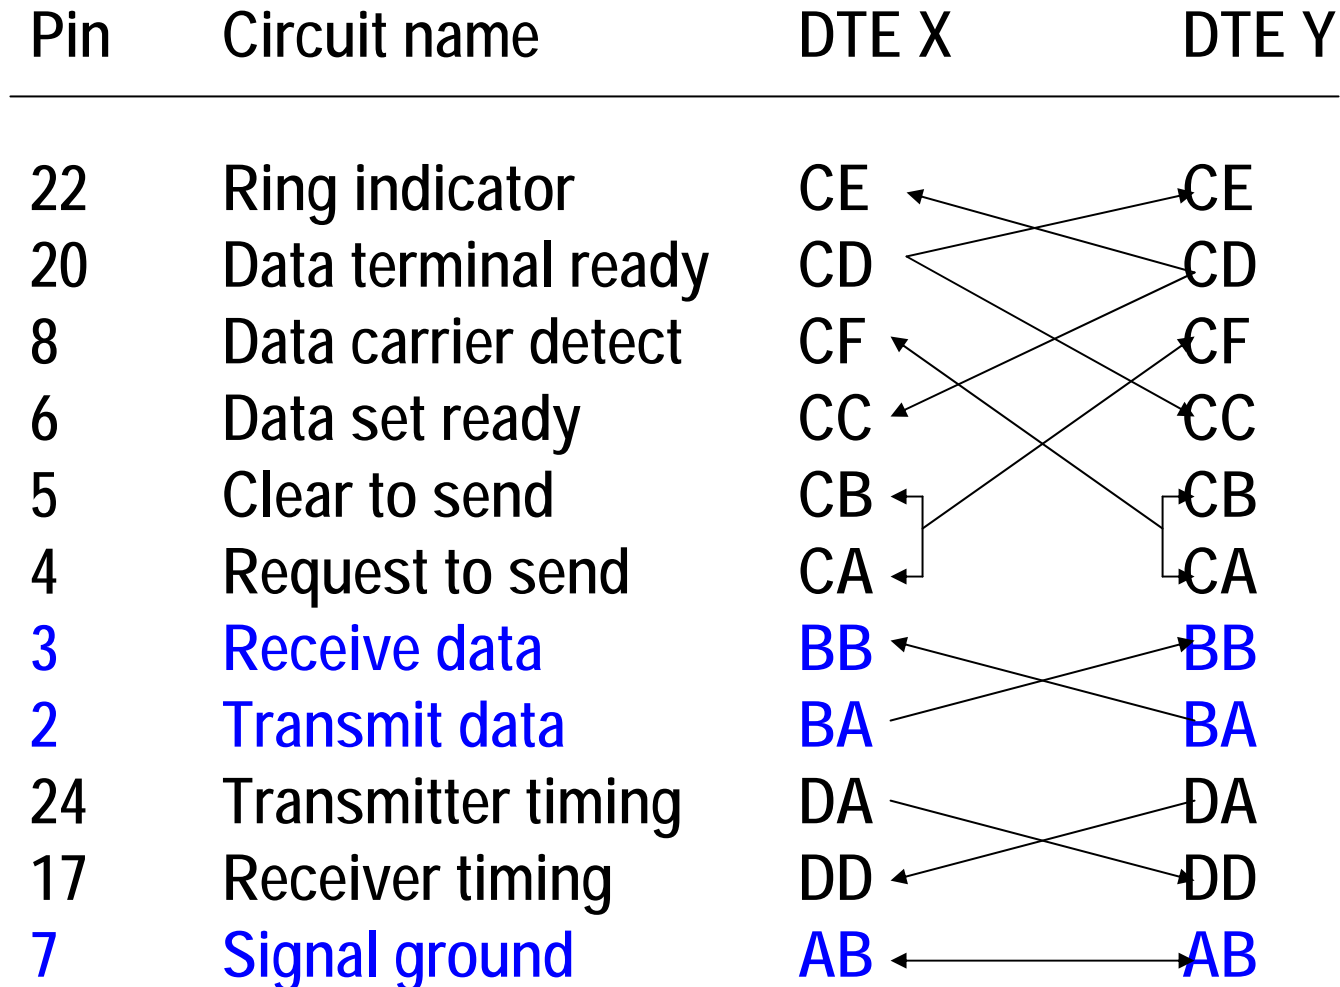 Pin Circuit name DTE X DTE Y
22 Ring indicator CE CE
20 Data terminal ready CD CD
8 Data carrier detect CF CF
6 Data set ready CC CC
5 Clear to send CB CB
4 Request to send CA CA
3 Receive data BB BB
2 Transmit data BA BA
24 Transmitter timing DA DA
17 Receiver timing DD DD
7 Signal ground AB AB